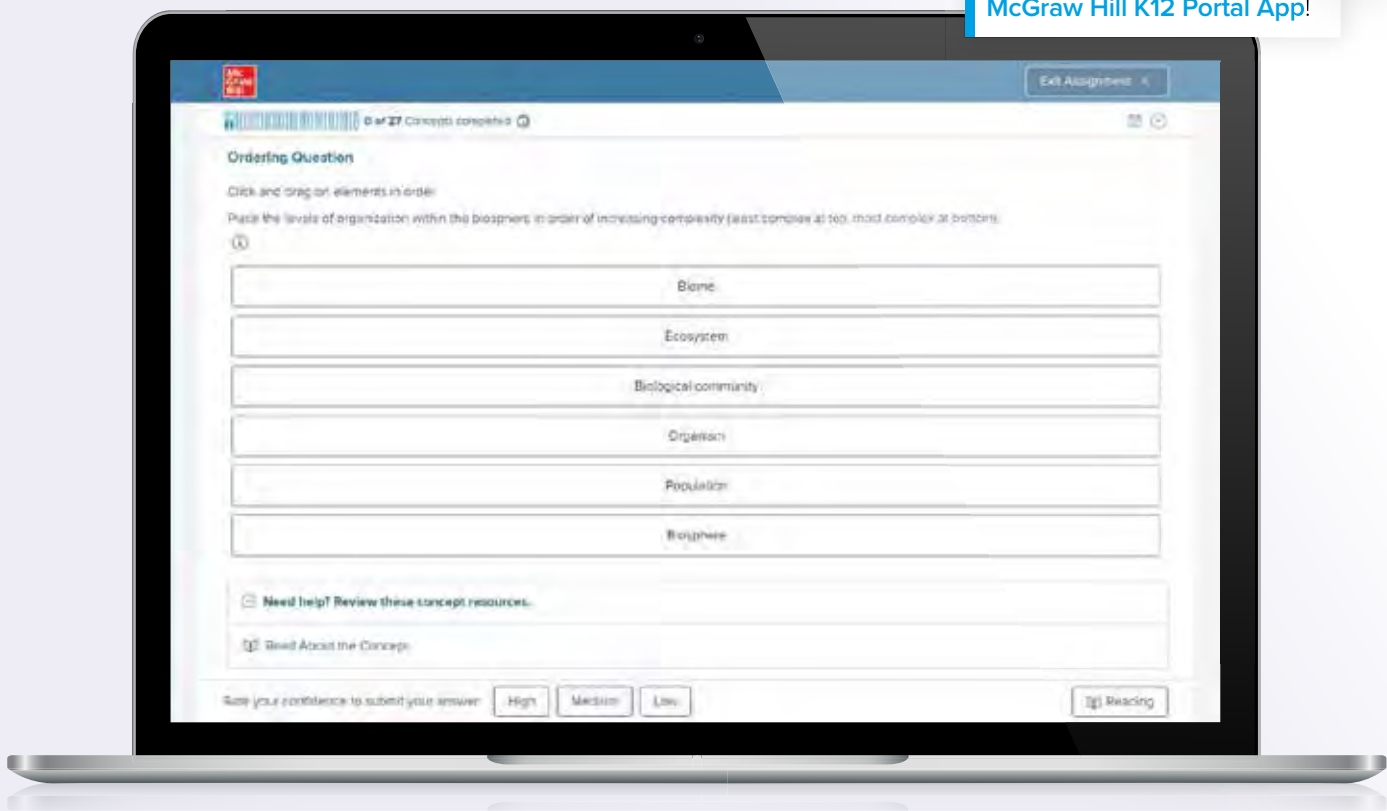 McGraw Hill K12 Portal App!
Mc
Graw
Hill
Exit Assignment ×
0 of 27 Concepts completed
Ordering Question
Click and drag on elements in order
Place the levels of organization within the biosphere in order of increasing complexity (least complex at top, most complex at bottom)
Biome
Ecosystem
Biological community
Organism
Population
Biosphere
Need help? Review these concept resources.
Read About the Concept
Rate your confidence to submit your answer
High
Medium
Low
Reading